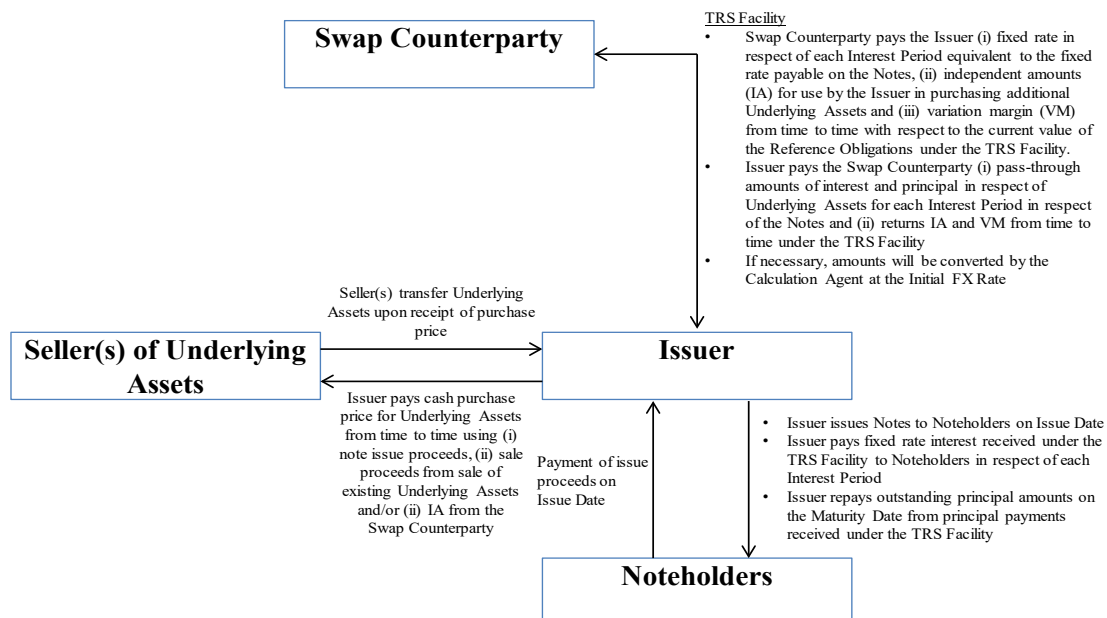 Swap Counterparty
TRS Facility
• Swap Counterparty pays the Issuer (i) fixed rate in
respect of each Interest Period equivalent to the fixed
rate payable on the Notes, (ii) independent amounts
(IA) for use by the Issuer in purchasing additional
Underlying Assets and (iii) variation margin (VM)
from time to time with respect to the current value of
the Reference Obligations under the TRS Facility.
• Issuer pays the Swap Counterparty (i) pass-through
amounts of interest and principal in respect of
Underlying Assets for each Interest Period in respect
of the Notes and (ii) returns IA and VM from time to
time under the TRS Facility
• If necessary, amounts will be converted by the
Calculation Agent at the Initial FX Rate
Seller(s) transfer Underlying
Assets upon receipt of purchase
price
Seller(s) of Underlying
Assets
Issuer
Issuer pays cash purchase
price for Underlying Assets
from time to time using (i)
note issue proceeds, (ii) sale
proceeds from sale of
existing Underlying Assets
and/or (ii) IA from the
Swap Counterparty
Payment of issue
proceeds on
Issue Date
• Issuer issues Notes to Noteholders on Issue Date
• Issuer pays fixed rate interest received under the
TRS Facility to Noteholders in respect of each
Interest Period
• Issuer repays outstanding principal amounts on
the Maturity Date from principal payments
received under the TRS Facility
Noteholders